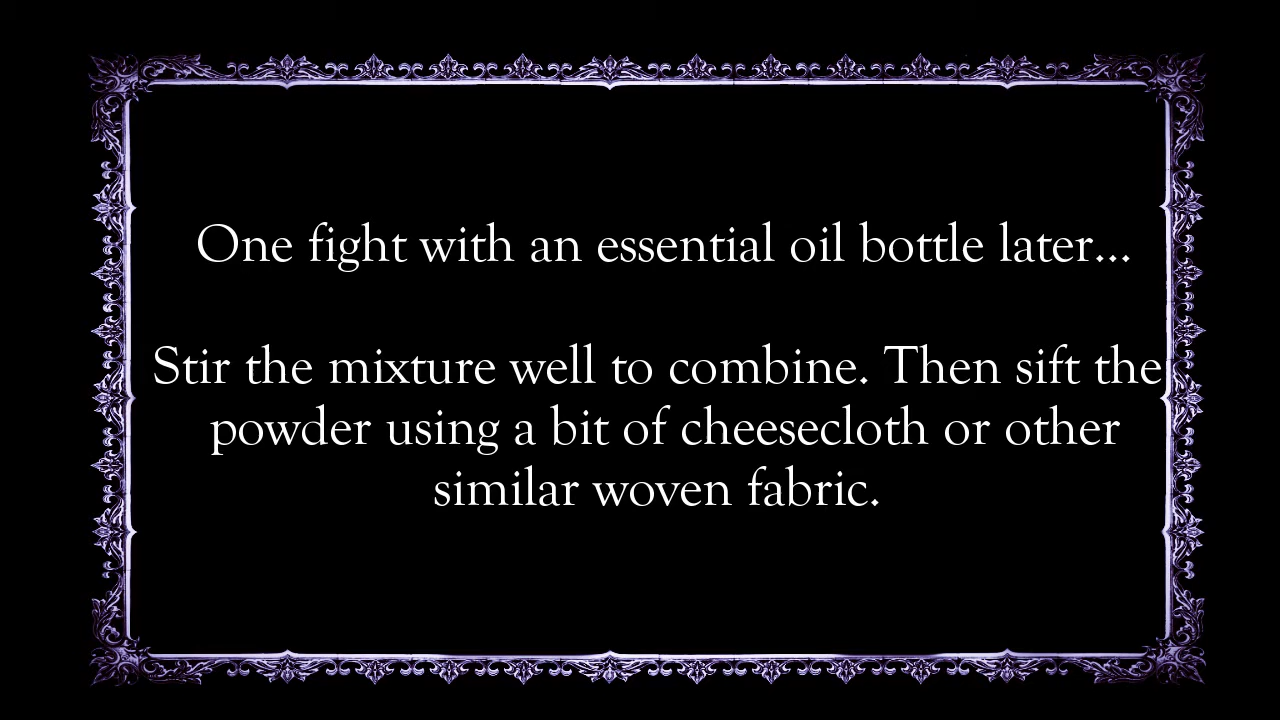 One fight with an essential oil bottle later...
Stir the mixture well to combine. Then sift the
powder using a bit of cheesecloth or other
similar woven fabric.